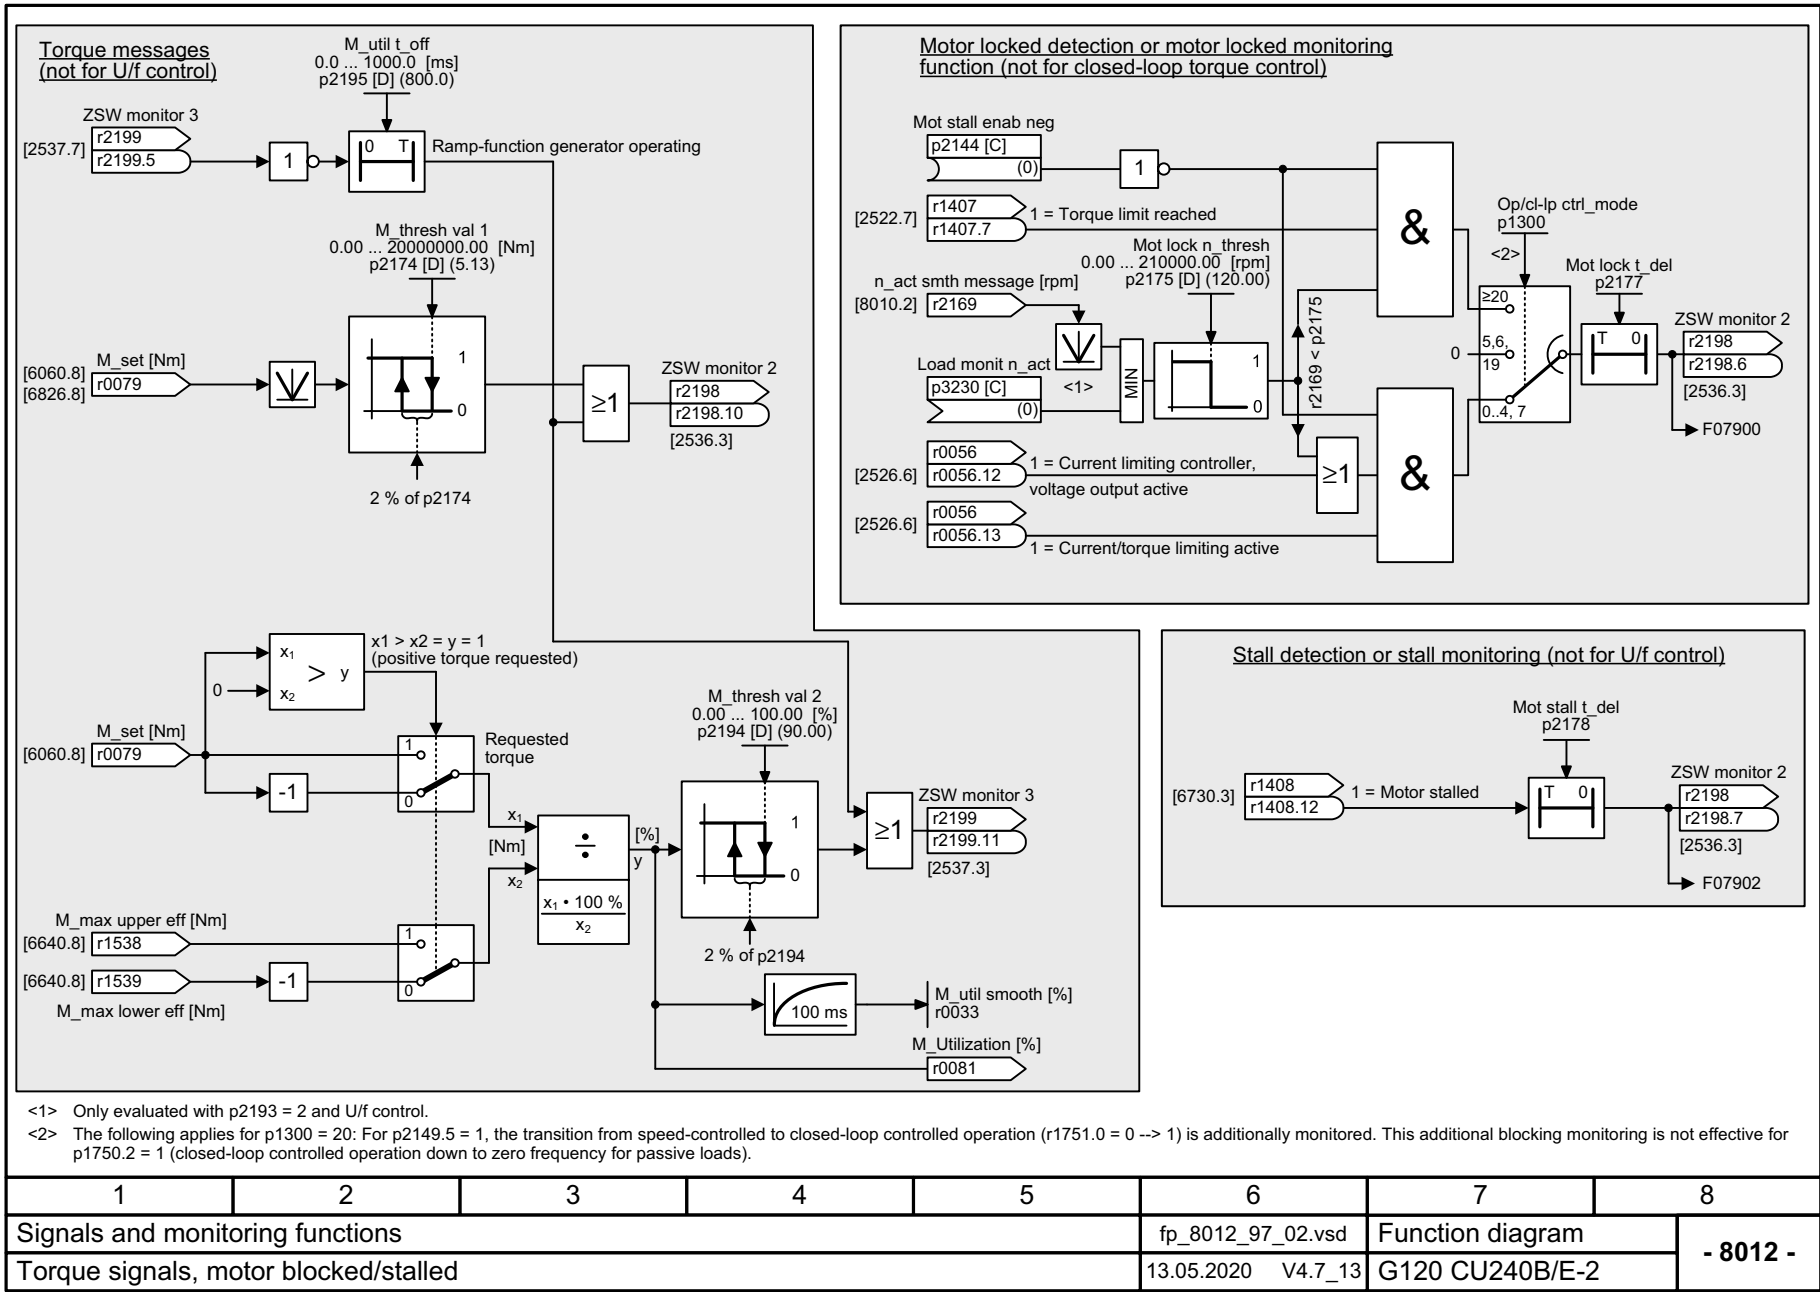 Torque messages
(not for U/f control)
M_util t_off
0.0 ... 1000.0 [ms]
p2195 [D] (800.0)
ZSW monitor 3
[2537.7]
r2199
r2199.5
1
0 T
Ramp-function generator operating
M_thresh val 1
0.00 ... 20000000.00 [Nm]
p2174 [D] (5.13)
M_set [Nm]
[6060.8]
[6826.8]
r0079
1
0
2 % of p2174
≥1
ZSW monitor 2
r2198
r2198.10
[2536.3]
x1 > x2 = y = 1
(positive torque requested)
x1
x2
> y
0
M_set [Nm]
[6060.8] r0079
-1
1
0
Requested
torque
M_max upper eff [Nm]
[6640.8] r1538
[6640.8] r1539
M_max lower eff [Nm]
-1
1
0
x1
[Nm]
x2
÷
x1 • 100 %
x2
[%]
y
M_thresh val 2
0.00 ... 100.00 [%]
p2194 [D] (90.00)
1
0
2 % of p2194
≥1
ZSW monitor 3
r2199
r2199.11
[2537.3]
100 ms
M_util smooth [%]
r0033
M_Utilization [%]
r0081
Motor locked detection or motor locked monitoring
function (not for closed-loop torque control)
Mot stall enab neg
p2144 [C]
(0)
1
[2522.7]
r1407
r1407.7
1 = Torque limit reached
Mot lock n_thresh
0.00 ... 210000.00 [rpm]
p2175 [D] (120.00)
n_act smth message [rpm]
[8010.2] r2169
<1>
Load monit n_act
p3230 [C]
(0)
MIN
1
0
r2169 < p2175
[2526.6]
r0056
r0056.12
1 = Current limiting controller,
voltage output active
[2526.6]
r0056
r0056.13
1 = Current/torque limiting active
≥1
&
&
Op/cl-lp ctrl_mode
p1300
<2>
≥20
0
5,6,
19
0..4, 7
Mot lock t_del
p2177
T 0
ZSW monitor 2
r2198
r2198.6
[2536.3]
F07900
Stall detection or stall monitoring (not for U/f control)
Mot stall t_del
p2178
[6730.3]
r1408
r1408.12
1 = Motor stalled
T 0
ZSW monitor 2
r2198
r2198.7
[2536.3]
F07902
<1> Only evaluated with p2193 = 2 and U/f control.
<2> The following applies for p1300 = 20: For p2149.5 = 1, the transition from speed-controlled to closed-loop controlled operation (r1751.0 = 0 --> 1) is additionally monitored. This additional blocking monitoring is not effective for
p1750.2 = 1 (closed-loop controlled operation down to zero frequency for passive loads).
1 2 3 4 5 6 7 8
Signals and monitoring functions
fp_8012_97_02.vsd
Function diagram
- 8012 -
Torque signals, motor blocked/stalled
13.05.2020 V4.7_13
G120 CU240B/E-2